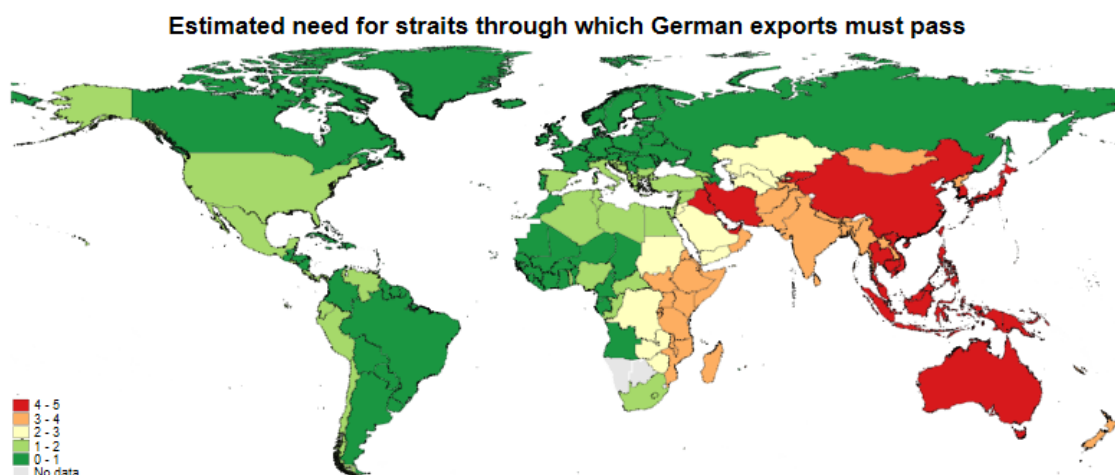 Estimated need for straits through which German exports must pass
4 - 5
3 - 4
2 - 3
1 - 2
0 - 1
No data